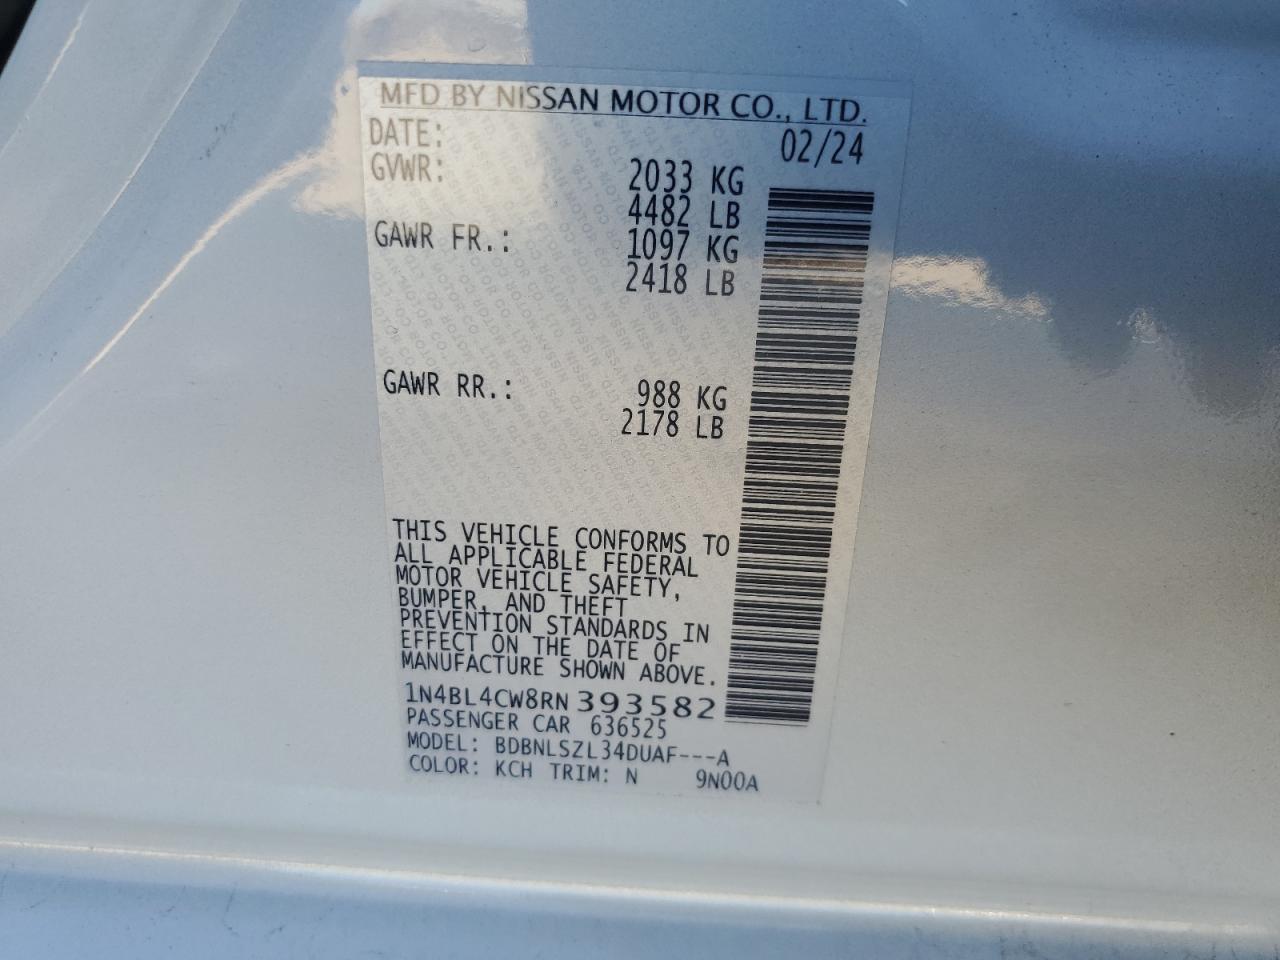 MFD BY NISSAN MOTOR CO., LTD.
DATE: 02/24
GVWR: 2033 KG
4482 LB
GAWR FR.: 1097 KG
2418 LB
GAWR RR.: 988 KG
2178 LB
THIS VEHICLE CONFORMS TO
ALL APPLICABLE FEDERAL
MOTOR VEHICLE SAFETY,
BUMPER, AND THEFT
PREVENTION STANDARDS IN
EFFECT ON THE DATE OF
MANUFACTURE SHOWN ABOVE.
1N4BL4CW8RN393582
PASSENGER CAR 636525
MODEL: BDBNLSZL34DUAF---A
COLOR: KCH TRIM: N 9N00A